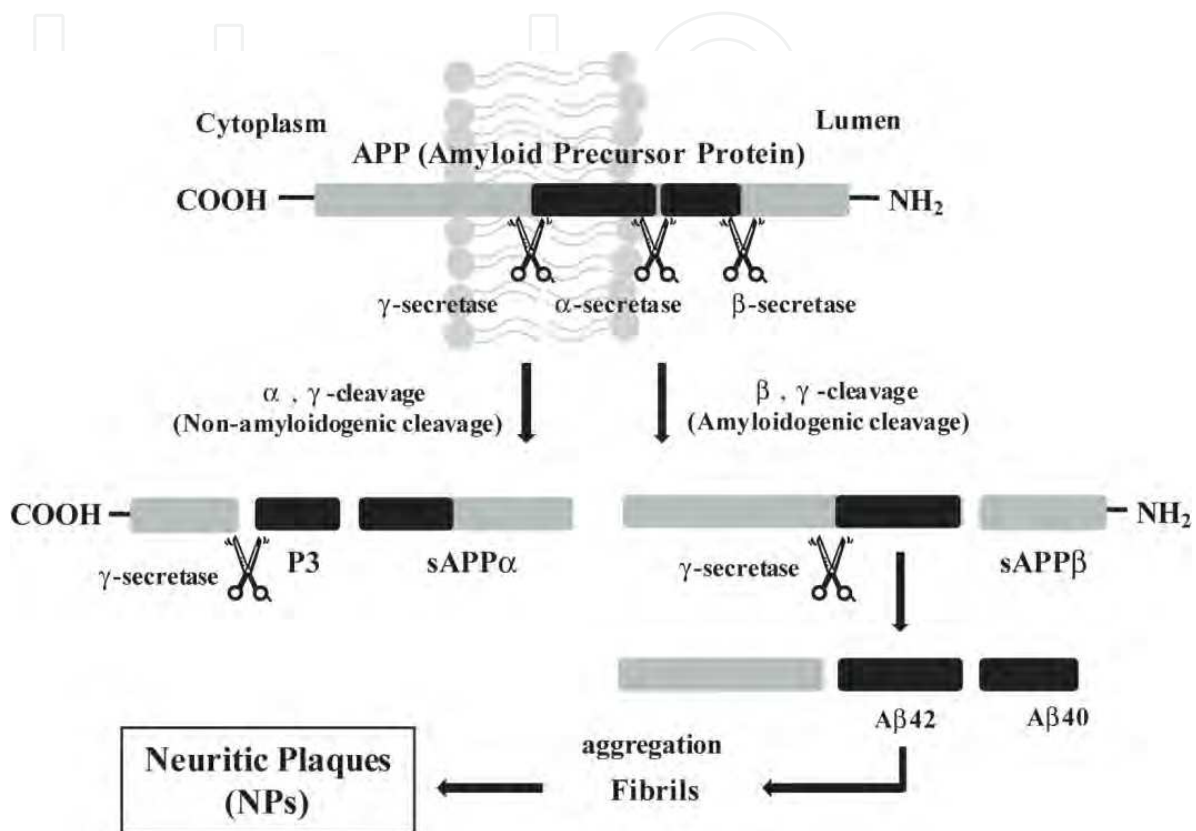 Cytoplasm
Lumen
APP (Amyloid Precursor Protein)
COOH
NH₂
γ-secretase
α-secretase
β-secretase
α , γ -cleavage
(Non-amyloidogenic cleavage)
β , γ -cleavage
(Amyloidogenic cleavage)
COOH
NH₂
γ-secretase
P3
sAPPα
γ-secretase
sAPPβ
Aβ42
Aβ40
aggregation
Fibrils
Neuritic Plaques
(NPs)